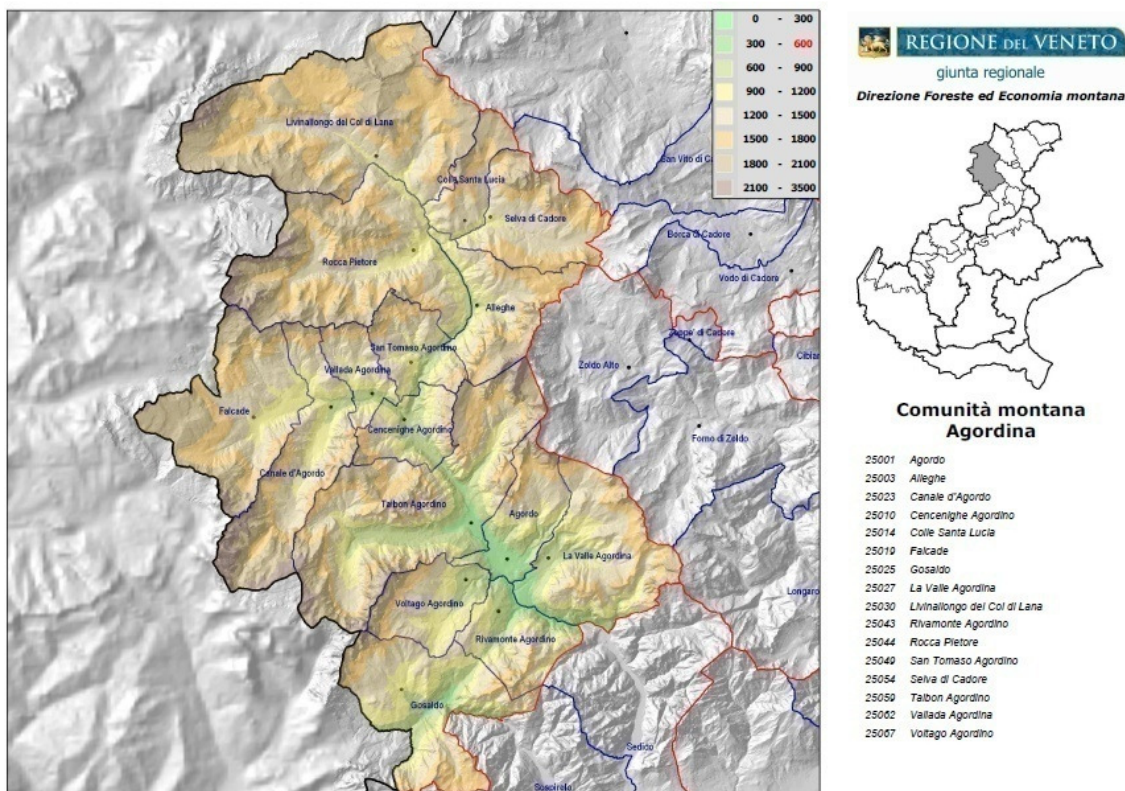 0 - 300
300 - 600
600 - 900
900 - 1200
1200 - 1500
1500 - 1800
1800 - 2100
2100 - 3500
Livinallongo del Col di Lana
San Vito di
Colle Santa Lucia
Selva di Cadore
Borca di Cadore
Rocca Pietore
Vodo di Cadore
Alleghe
Zoppe' di Cadore
San Tomaso Agordino
Cibian
Vallada Agordina
Zoldo Alto
Falcade
Cencenighe Agordino
Forno di Zoldo
Canale d'Agordo
Taibon Agordino
Agordo
La Valle Agordina
Longaro
Voltago Agordino
Rivamonte Agordino
Gosaldo
Sedico
Sospirolo
REGIONE DEL VENETO
giunta regionale
Direzione Foreste ed Economia montana
Comunità montana
Agordina
25001 Agordo
25003 Alleghe
25023 Canale d'Agordo
25010 Cencenighe Agordino
25014 Colle Santa Lucia
25019 Falcade
25025 Gosaldo
25027 La Valle Agordina
25030 Livinallongo del Col di Lana
25043 Rivamonte Agordino
25044 Rocca Pietore
25049 San Tomaso Agordino
25054 Selva di Cadore
25059 Taibon Agordino
25062 Vallada Agordina
25067 Voltago Agordino